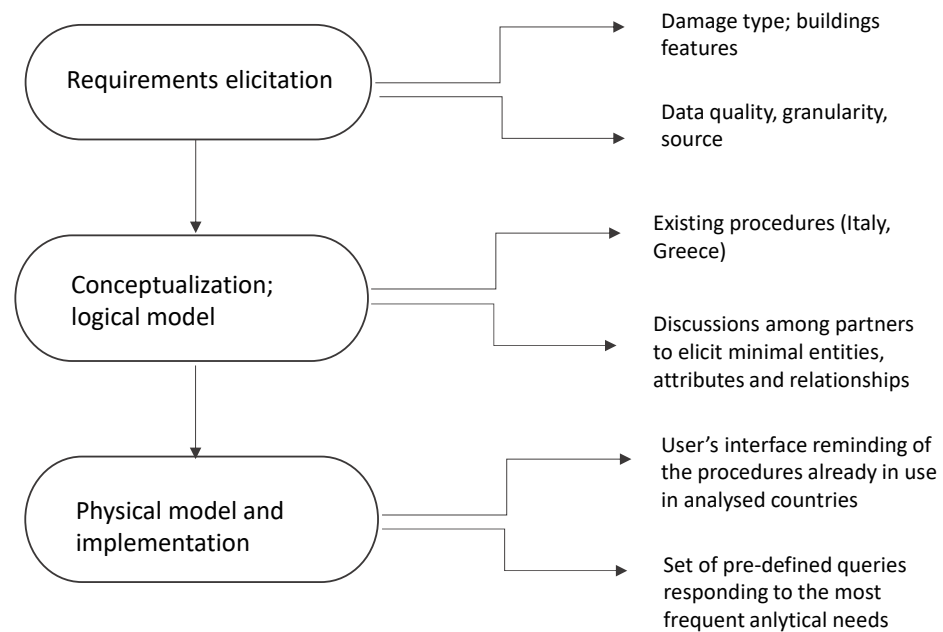 Damage type; buildings
features
Requirements elicitation
Data quality, granularity,
source
Existing procedures (Italy,
Greece)
Conceptualization;
logical model
Discussions among partners
to elicit minimal entities,
attributes and relationships
User’s interface reminding of
the procedures already in use
in analysed countries
Physical model and
implementation
Set of pre-defined queries
responding to the most
frequent anlytical needs